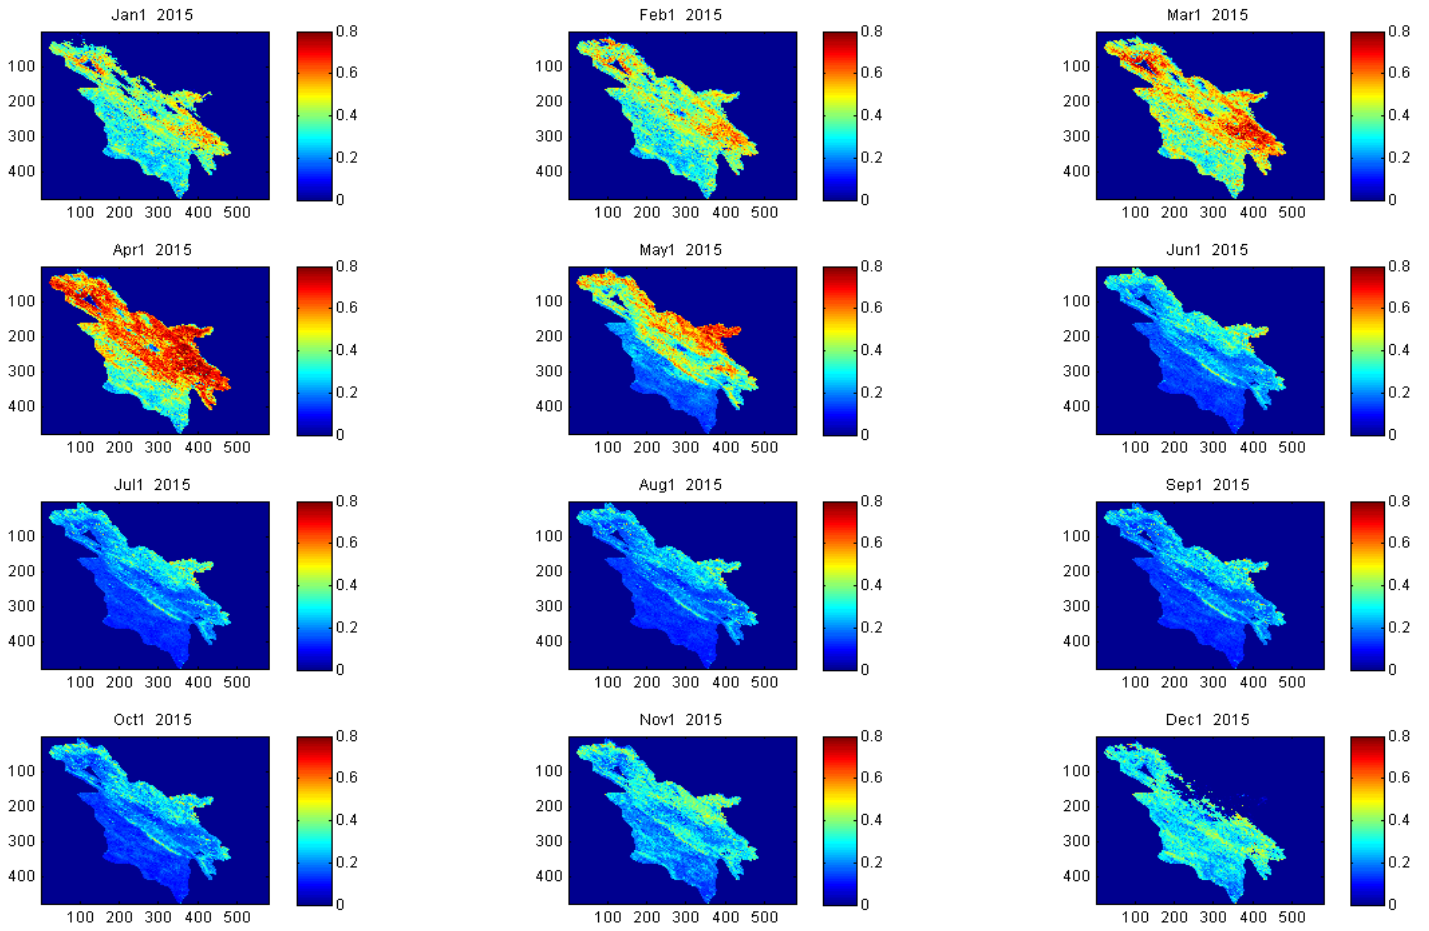 Jan1 2015
Feb1 2015
Mar1 2015
0.8 0.8 0.8
100 100 100
0.6 0.6 0.6
200 200 200
0.4 0.4 0.4
300 300 300
0.2 0.2 0.2
400 400 400
0 0 0
100 200 300 400 500 100 200 300 400 500 100 200 300 400 500
Apr1 2015
May1 2015
Jun1 2015
0.8 0.8 0.8
100 100 100
0.6 0.6 0.6
200 200 200
0.4 0.4 0.4
300 300 300
0.2 0.2 0.2
400 400 400
0 0 0
100 200 300 400 500 100 200 300 400 500 100 200 300 400 500
Jul1 2015
Aug1 2015
Sep1 2015
0.8 0.8 0.8
100 100 100
0.6 0.6 0.6
200 200 200
0.4 0.4 0.4
300 300 300
0.2 0.2 0.2
400 400 400
0 0 0
100 200 300 400 500 100 200 300 400 500 100 200 300 400 500
Oct1 2015
Nov1 2015
Dec1 2015
0.8 0.8 0.8
100 100 100
0.6 0.6 0.6
200 200 200
0.4 0.4 0.4
300 300 300
0.2 0.2 0.2
400 400 400
0 0 0
100 200 300 400 500 100 200 300 400 500 100 200 300 400 500